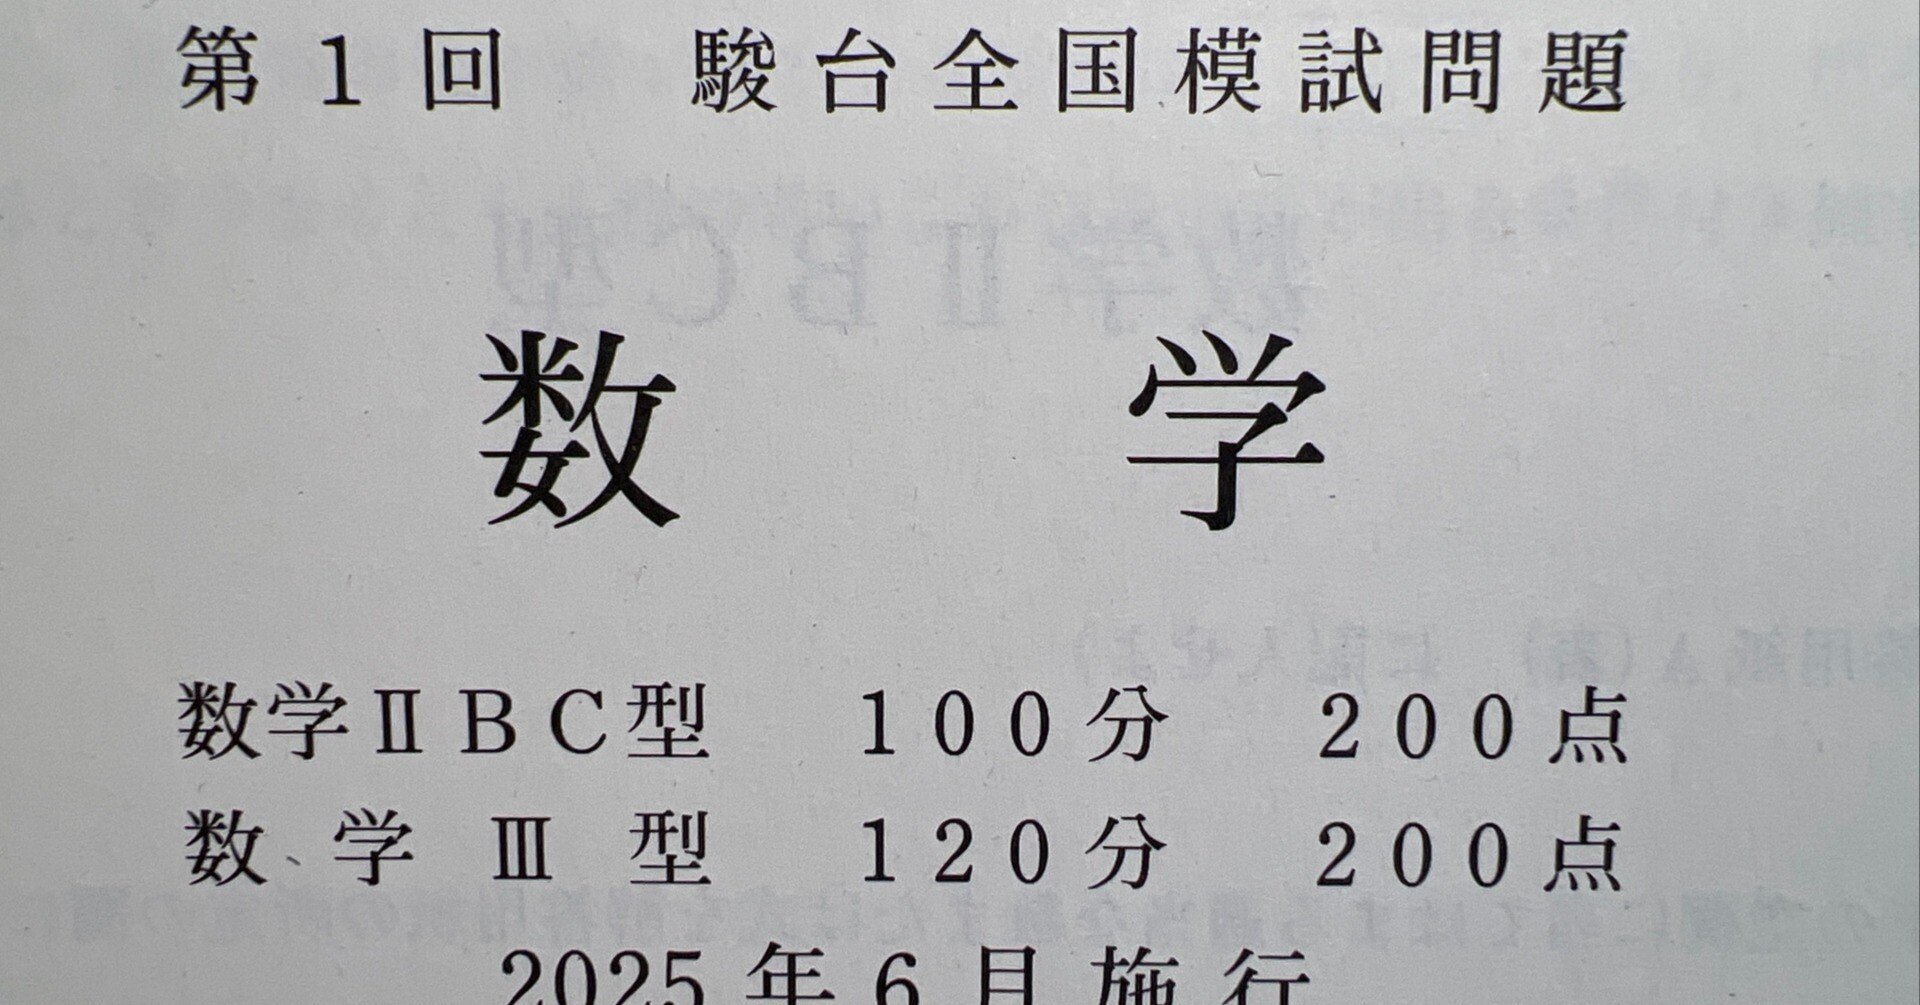 第1回 駿台全国模試問題
数学
数学ⅡBC型 100分 200点
数学Ⅲ型 120分 200点
2025年6月施行